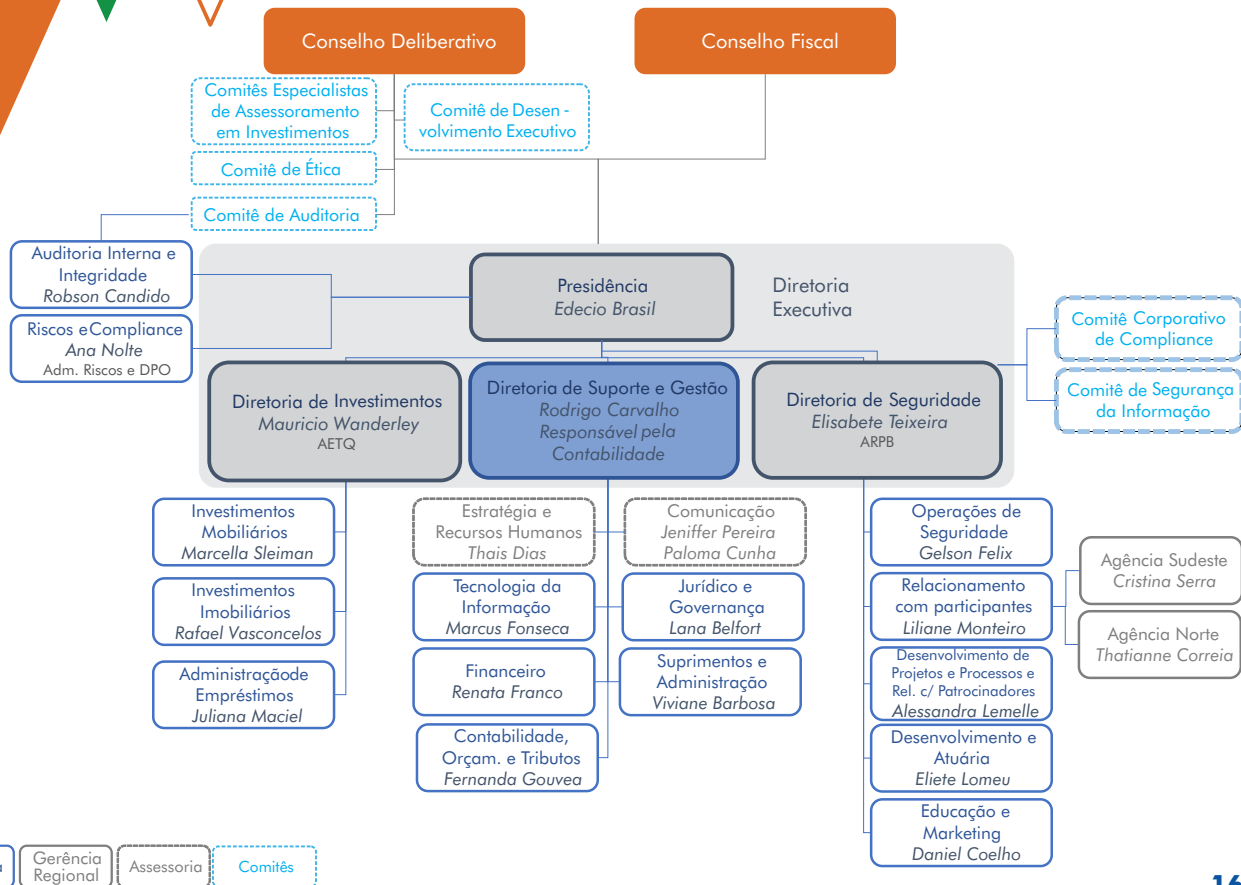 Conselho Deliberativo
Conselho Fiscal
Comitês Especialistas
de Assessoramento
em Investimentos
Comitê de Desen -
volvimento Executivo
Comitê de Ética
Comitê de Auditoria
Auditoria Interna e
Integridade
Robson Candido
Riscos eCompliance
Ana Nolte
Adm. Riscos e DPO
Presidência
Edecio Brasil
Diretoria
Executiva
Comitê Corporativo
de Compliance
Comitê de Segurança
da Informação
Diretoria de Investimentos
Mauricio Wanderley
AETQ
Diretoria de Suporte e Gestão
Rodrigo Carvalho
Responsável pela
Contabilidade
Diretoria de Seguridade
Elisabete Teixeira
ARPB
Investimentos
Mobiliários
Marcella Sleiman
Investimentos
Imobiliários
Rafael Vasconcelos
Administraçãode
Empréstimos
Juliana Maciel
Estratégia e
Recursos Humanos
Thais Dias
Comunicação
Jeniffer Pereira
Paloma Cunha
Tecnologia da
Informação
Marcus Fonseca
Jurídico e
Governança
Lana Belfort
Financeiro
Renata Franco
Suprimentos e
Administração
Viviane Barbosa
Contabilidade,
Orçam. e Tributos
Fernanda Gouvea
Operações de
Seguridade
Gelson Felix
Relacionamento
com participantes
Liliane Monteiro
Agência Sudeste
Cristina Serra
Agência Norte
Thatianne Correia
Desenvolvimento de
Projetos e Processos e
Rel. c/ Patrocinadores
Alessandra Lemelle
Desenvolvimento e
Atuária
Eliete Lomeu
Educação e
Marketing
Daniel Coelho
Gerência
Regional
Assessoria
Comitês
16